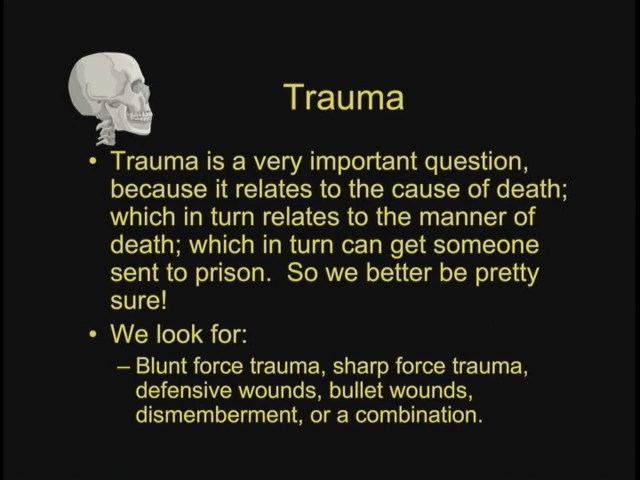 Trauma
• Trauma is a very important question,
because it relates to the cause of death;
which in turn relates to the manner of
death; which in turn can get someone
sent to prison.  So we better be pretty
sure!
• We look for:
– Blunt force trauma, sharp force trauma,
defensive wounds, bullet wounds,
dismemberment, or a combination.